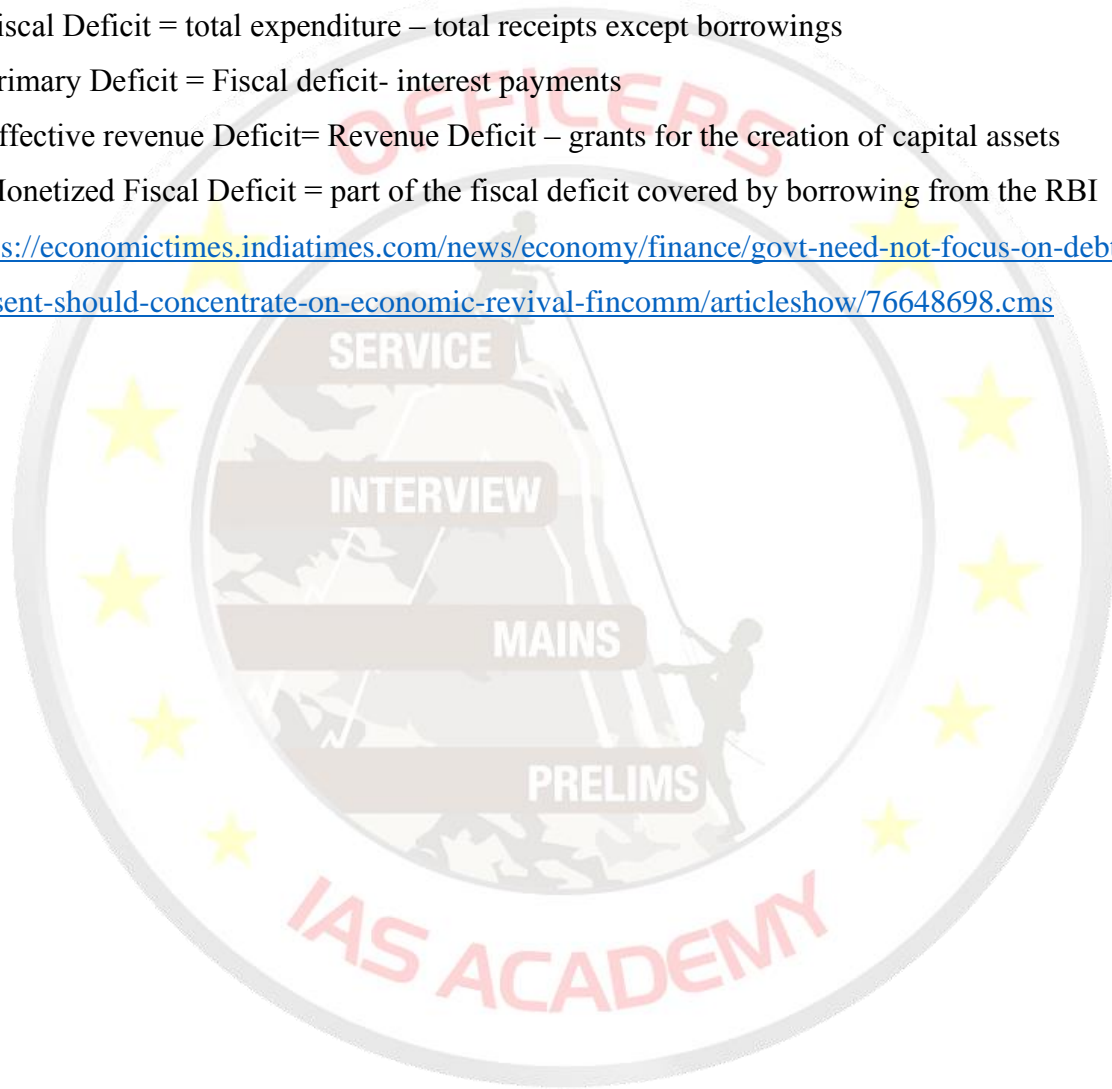 iscal Deficit = total expenditure – total receipts except borrowings
rimary Deficit = Fiscal deficit- interest payments
ffective revenue Deficit= Revenue Deficit – grants for the creation of capital assets
onetized Fiscal Deficit = part of the fiscal deficit covered by borrowing from the RBI
s://economictimes.indiatimes.com/news/economy/finance/govt-need-not-focus-on-debt
sent-should-concentrate-on-economic-revival-fincomm/articleshow/76648698.cms
OFFICERS
SERVICE
INTERVIEW
MAINS
PRELIMS
IAS ACADEMY